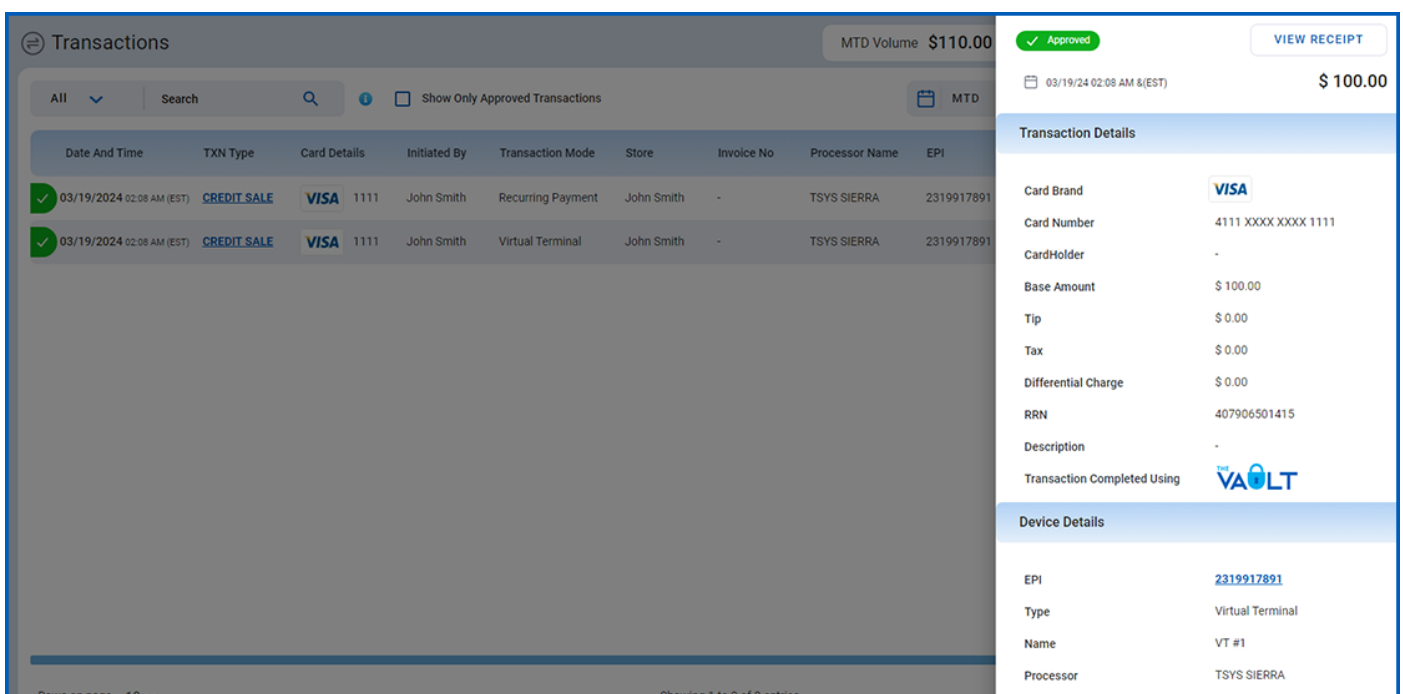 Transactions
MTD Volume $110.00
All
Search
Show Only Approved Transactions
MTD
Date And Time TXN Type Card Details Initiated By Transaction Mode Store Invoice No Processor Name EPI
03/19/2024 02:08 AM (EST) CREDIT SALE VISA 1111 John Smith Recurring Payment John Smith - TSYS SIERRA 2319917891
03/19/2024 02:08 AM (EST) CREDIT SALE VISA 1111 John Smith Virtual Terminal John Smith - TSYS SIERRA 2319917891
Approved
VIEW RECEIPT
03/19/24 02:08 AM &(EST) $ 100.00
Transaction Details
Card Brand VISA
Card Number 4111 XXXX XXXX 1111
CardHolder -
Base Amount $ 100.00
Tip $ 0.00
Tax $ 0.00
Differential Charge $ 0.00
RRN 407906501415
Description -
Transaction Completed Using THE VAULT
Device Details
EPI 2319917891
Type Virtual Terminal
Name VT #1
Processor TSYS SIERRA